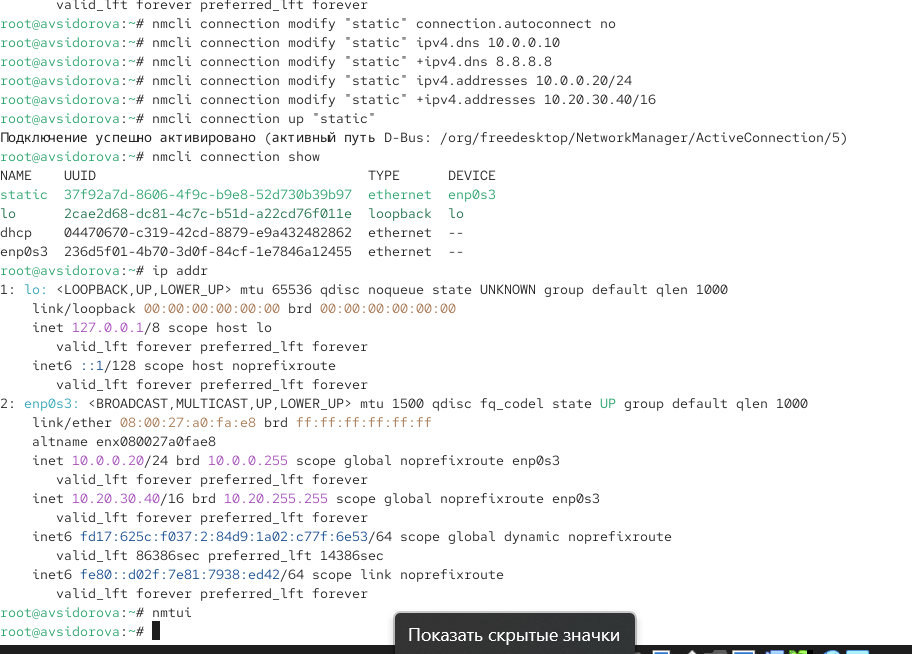 valid_lft forever preferred_lft forever
root@avsidorova:~# nmcli connection modify "static" connection.autoconnect no
root@avsidorova:~# nmcli connection modify "static" ipv4.dns 10.0.0.10
root@avsidorova:~# nmcli connection modify "static" +ipv4.dns 8.8.8.8
root@avsidorova:~# nmcli connection modify "static" ipv4.addresses 10.0.0.20/24
root@avsidorova:~# nmcli connection modify "static" +ipv4.addresses 10.20.30.40/16
root@avsidorova:~# nmcli connection up "static"
Подключение успешно активировано (активный путь D-Bus: /org/freedesktop/NetworkManager/ActiveConnection/5)
root@avsidorova:~# nmcli connection show
NAME    UUID                                  TYPE      DEVICE
static  37f92a7d-8606-4f9c-b9e8-52d730b39b97  ethernet  enp0s3
lo      2cae2d68-dc81-4c7c-b51d-a22cd76f011e  loopback  lo
dhcp    04470670-c319-42cd-8879-e9a432482862  ethernet  --
enp0s3  236d5f01-4b70-3d0f-84cf-1e7846a12455  ethernet  --
root@avsidorova:~# ip addr
1: lo: <LOOPBACK,UP,LOWER_UP> mtu 65536 qdisc noqueue state UNKNOWN group default qlen 1000
link/loopback 00:00:00:00:00:00 brd 00:00:00:00:00:00
inet 127.0.0.1/8 scope host lo
valid_lft forever preferred_lft forever
inet6 ::1/128 scope host noprefixroute
valid_lft forever preferred_lft forever
2: enp0s3: <BROADCAST,MULTICAST,UP,LOWER_UP> mtu 1500 qdisc fq_codel state UP group default qlen 1000
link/ether 08:00:27:a0:fa:e8 brd ff:ff:ff:ff:ff:ff
altname enx080027a0fae8
inet 10.0.0.20/24 brd 10.0.0.255 scope global noprefixroute enp0s3
valid_lft forever preferred_lft forever
inet 10.20.30.40/16 brd 10.20.255.255 scope global noprefixroute enp0s3
valid_lft forever preferred_lft forever
inet6 fd17:625c:f037:2:84d9:1a02:c77f:6e53/64 scope global dynamic noprefixroute
valid_lft 86386sec preferred_lft 14386sec
inet6 fe80::d02f:7e81:7938:ed42/64 scope link noprefixroute
valid_lft forever preferred_lft forever
root@avsidorova:~# nmtui
root@avsidorova:~#
Показать скрытые значки